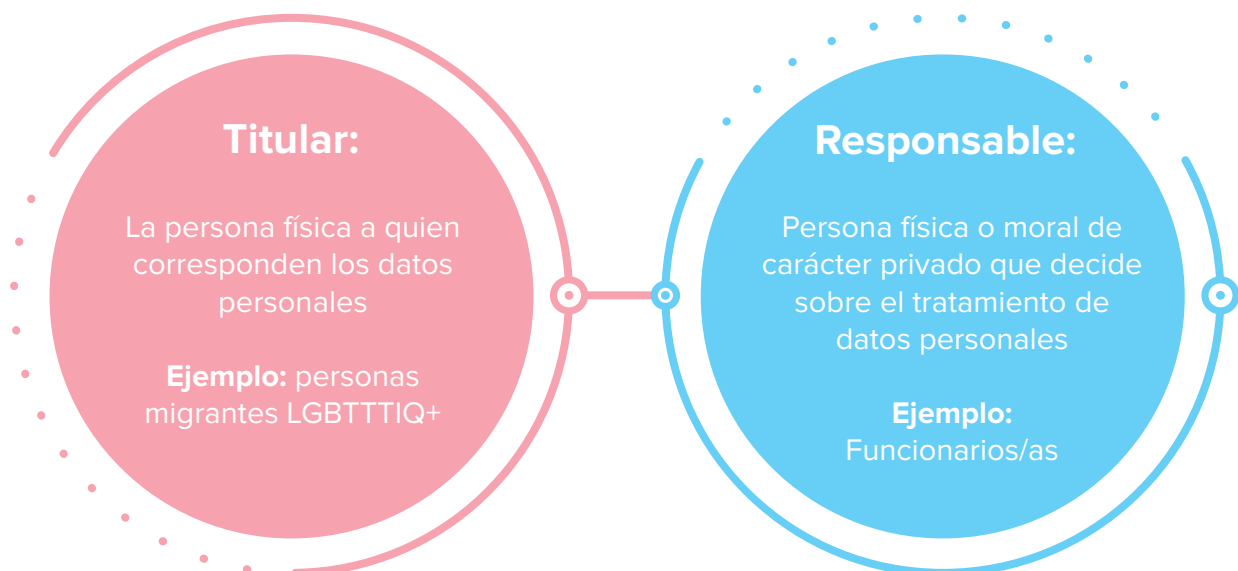 Titular:
La persona física a quien
corresponden los datos
personales
Ejemplo: personas
migrantes LGBTTTIQ+
Responsable:
Persona física o moral de
carácter privado que decide
sobre el tratamiento de
datos personales
Ejemplo:
Funcionarios/as